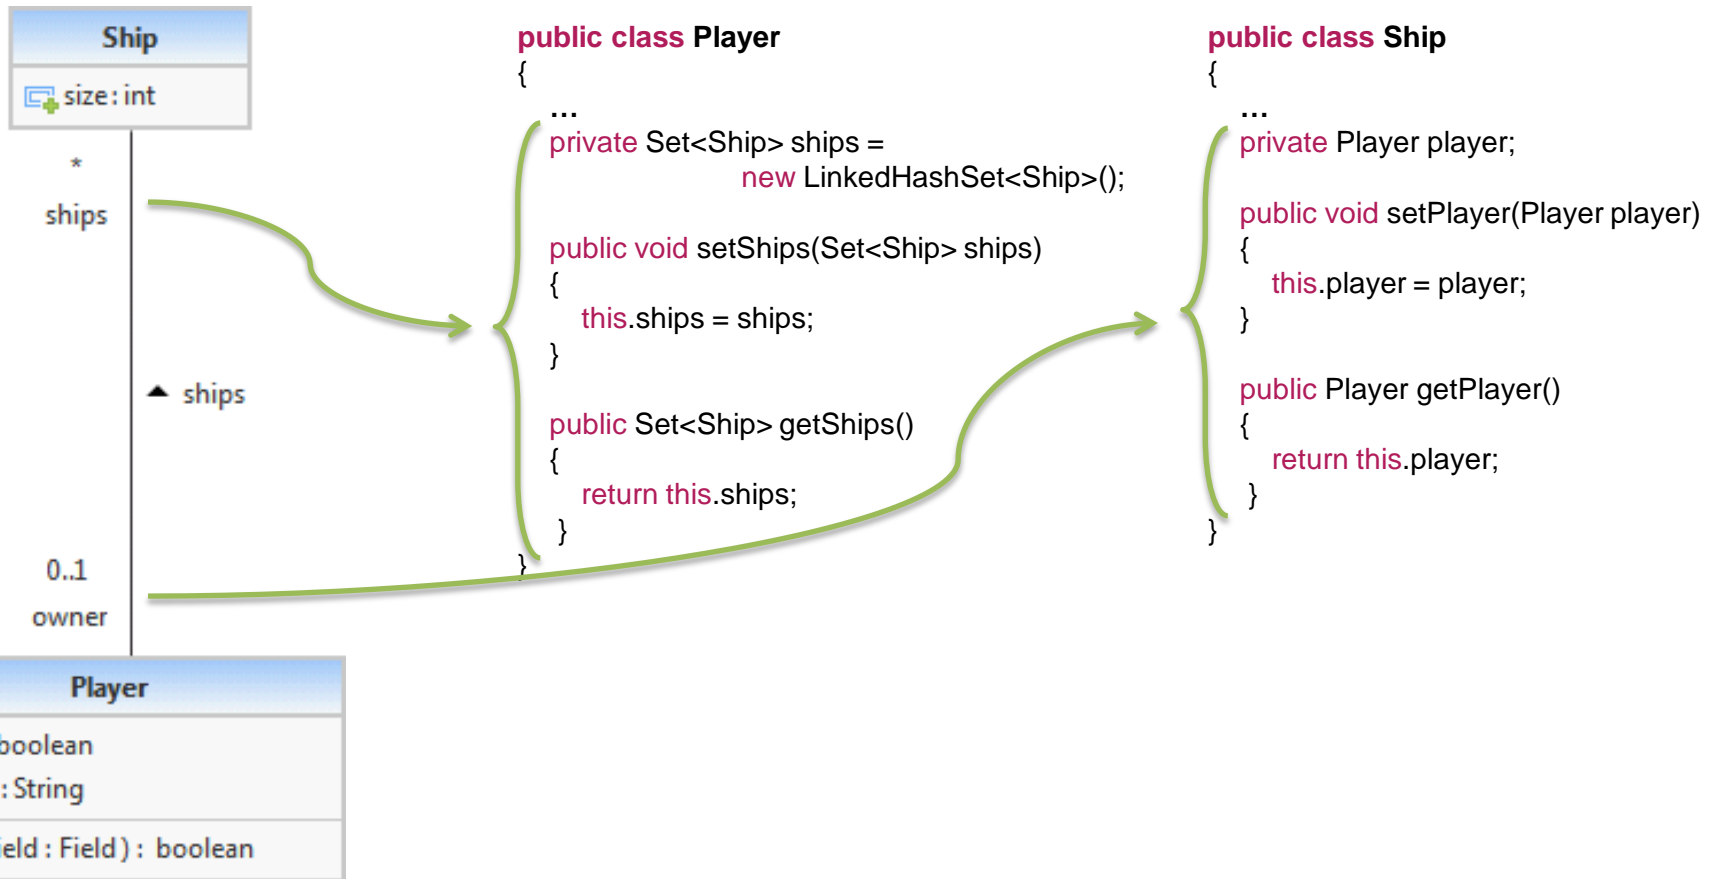 Ship
size: int
*
ships
▲ ships
0..1
owner
Player
boolean
: String
ield : Field ) : boolean
public class Player
{
...
private Set<Ship> ships =
new LinkedHashSet<Ship>();
public void setShips(Set<Ship> ships)
{
this.ships = ships;
}
public Set<Ship> getShips()
{
return this.ships;
}
}
public class Ship
{
...
private Player player;
public void setPlayer(Player player)
{
this.player = player;
}
public Player getPlayer()
{
return this.player;
}
}